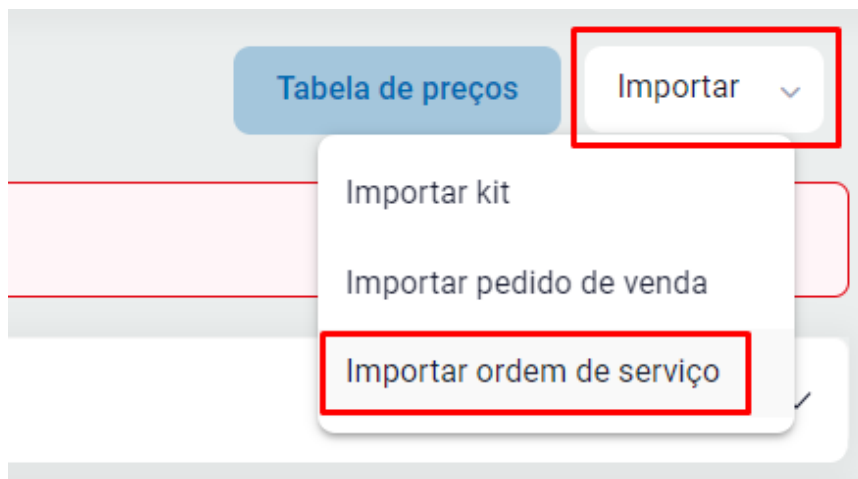 Tabela de preços
Importar
Importar kit
Importar pedido de venda
Importar ordem de serviço